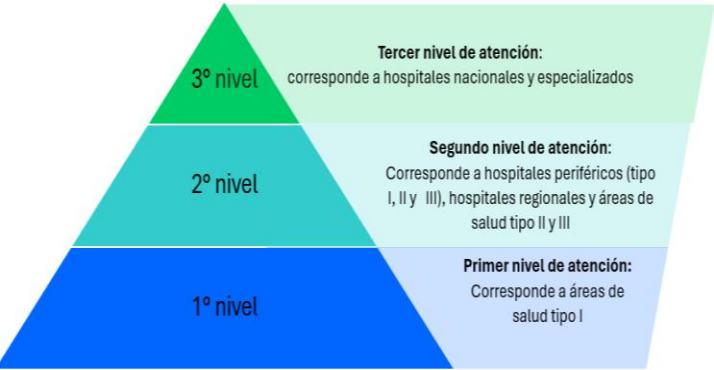 3º nivel
Tercer nivel de atención:
corresponde a hospitales nacionales y especializados
2º nivel
Segundo nivel de atención:
Corresponde a hospitales periféricos (tipo
I, II y III), hospitales regionales y áreas de
salud tipo II y III
1º nivel
Primer nivel de atención:
Corresponde a áreas de
salud tipo I